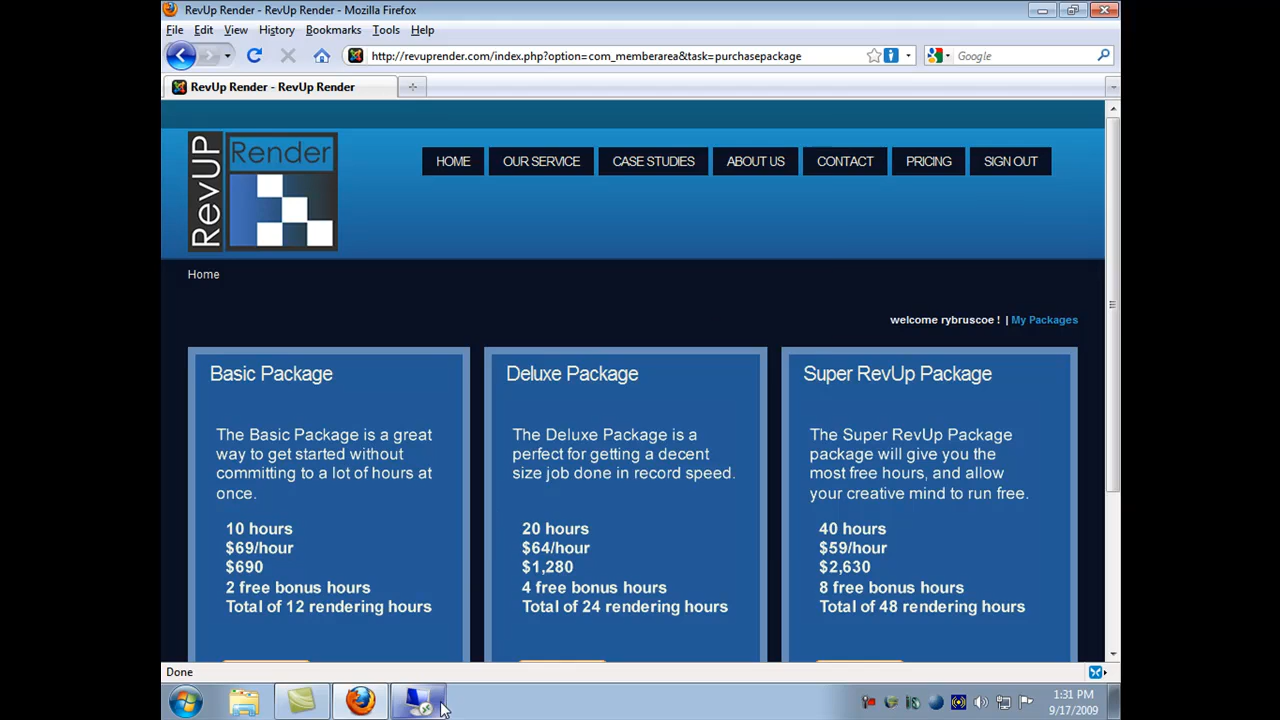 RevUp Render - RevUp Render - Mozilla Firefox
File Edit View History Bookmarks Tools Help
http://revuprender.com/index.php?option=com_memberarea&task=purchasepackage
Google
RevUp Render - RevUp Render
RevUP
Render
HOME
OUR SERVICE
CASE STUDIES
ABOUT US
CONTACT
PRICING
SIGN OUT
Home
welcome rybruscoe ! | My Packages
Basic Package
The Basic Package is a great
way to get started without
committing to a lot of hours at
once.
10 hours
$69/hour
$690
2 free bonus hours
Total of 12 rendering hours
Deluxe Package
The Deluxe Package is a
perfect for getting a decent
size job done in record speed.
20 hours
$64/hour
$1,280
4 free bonus hours
Total of 24 rendering hours
Super RevUp Package
The Super RevUp Package
package will give you the
most free hours, and allow
your creative mind to run free.
40 hours
$59/hour
$2,630
8 free bonus hours
Total of 48 rendering hours
Done
1:31 PM
9/17/2009